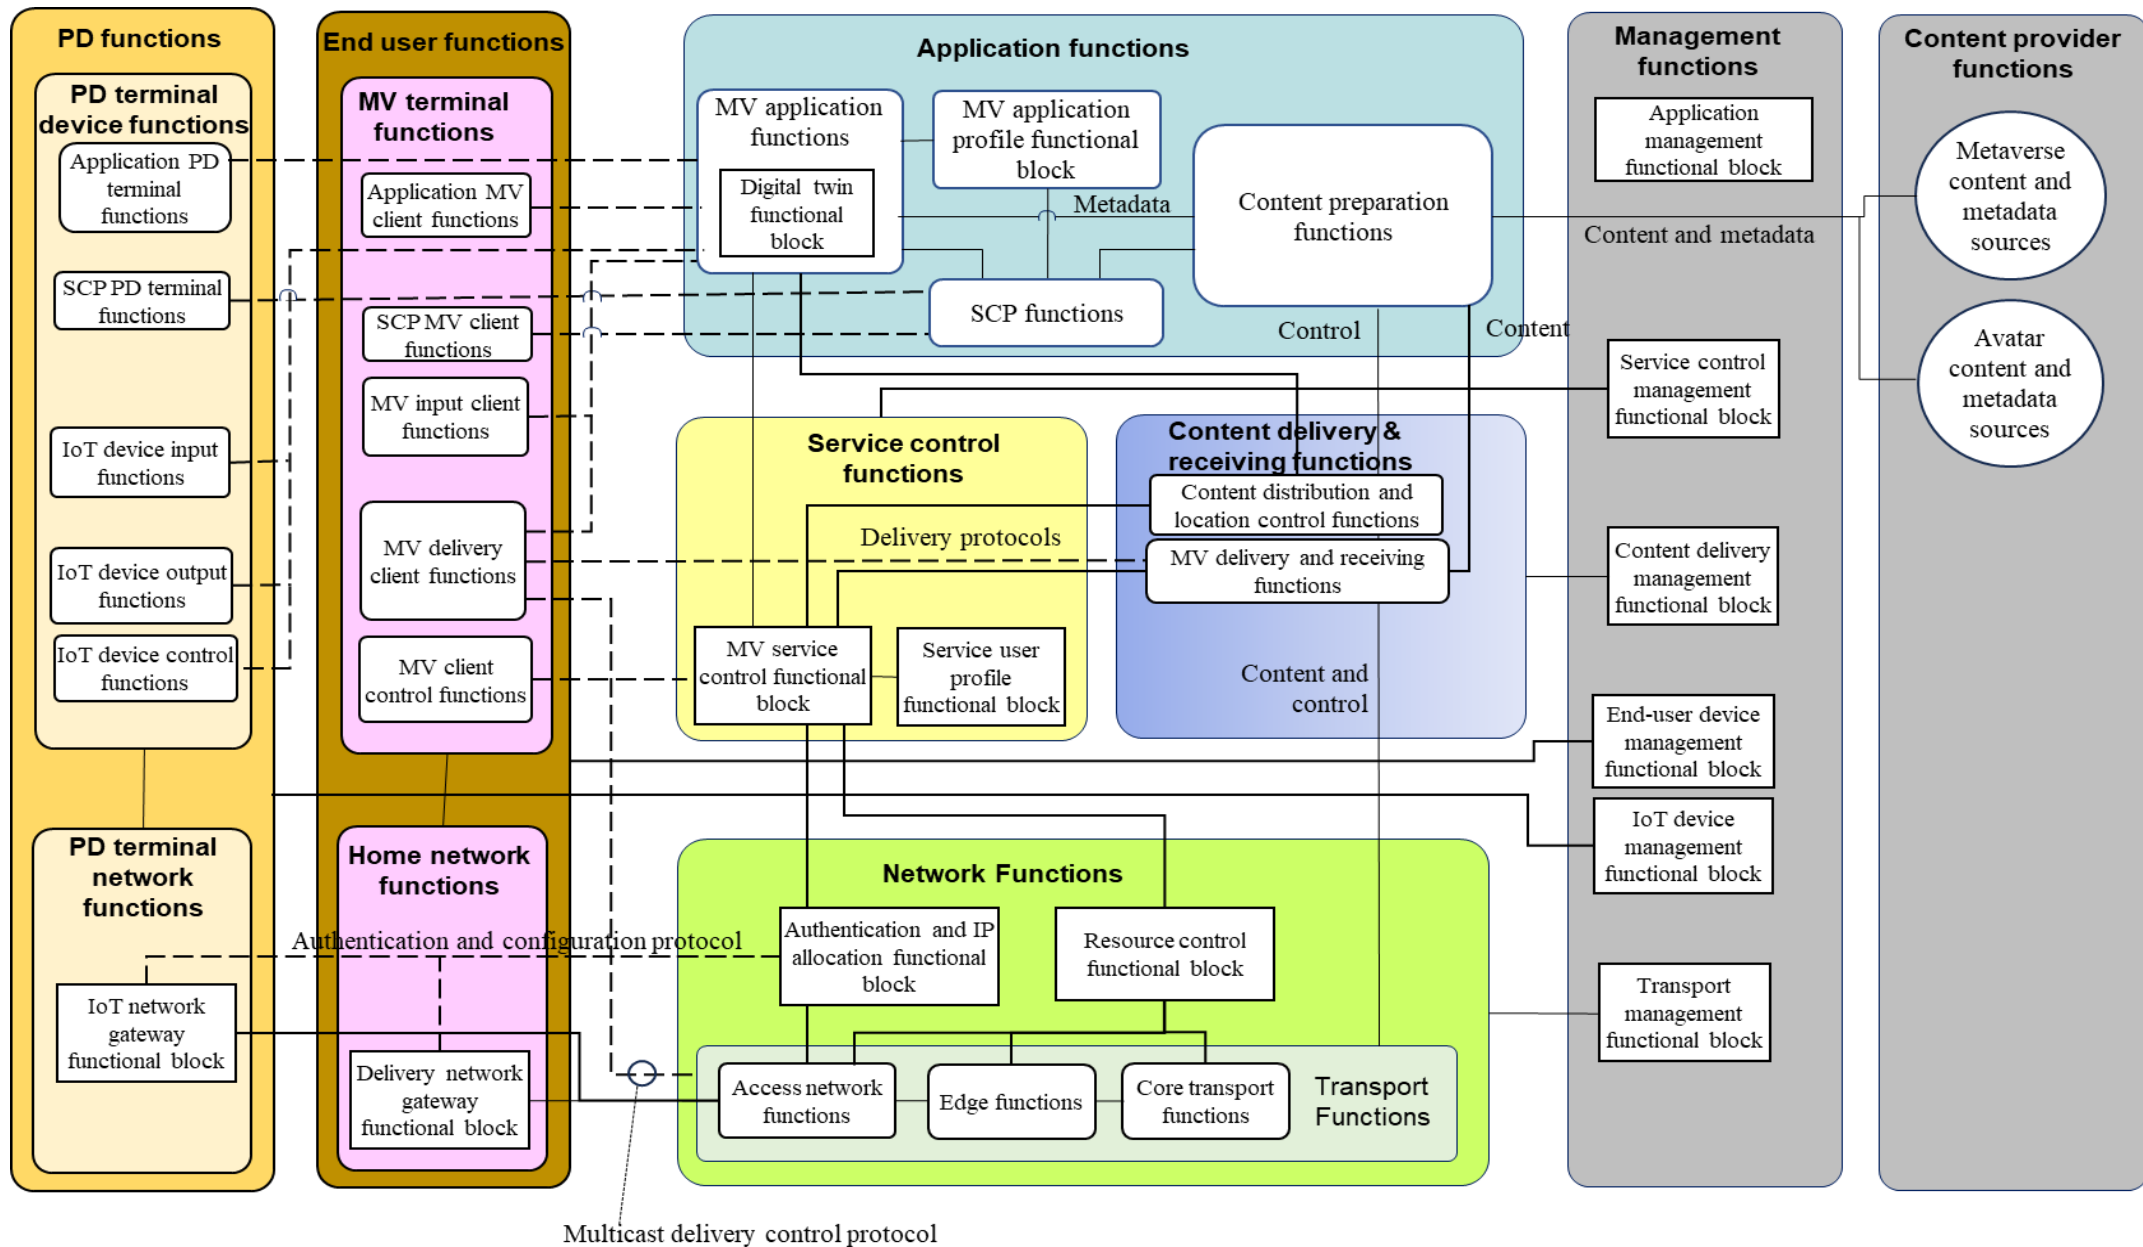 PD functions
PD terminal
device functions
Application PD
terminal
functions
SCP PD terminal
functions
IoT device input
functions
IoT device output
functions
IoT device control
functions
PD terminal
network
functions
IoT network
gateway
functional block
End user functions
MV terminal
functions
Application MV
client functions
SCP MV client
functions
MV input client
functions
MV delivery
client functions
MV client
control functions
Home network
functions
Authentication and configuration protocol
Delivery network
gateway
functional block
Multicast delivery control protocol
Application functions
MV application
functions
Digital twin
functional
block
MV application
profile functional
block
Metadata
Content preparation
functions
SCP functions
Control
Content
Service control
functions
Delivery protocols
MV service
control functional
block
Service user
profile
functional block
Content delivery &
receiving functions
Content distribution and
location control functions
MV delivery and receiving
functions
Content and
control
Network Functions
Authentication and IP
allocation functional
block
Resource control
functional block
Access network
functions
Edge functions
Core transport
functions
Transport
Functions
Management
functions
Application
management
functional block
Content and metadata
Service control
management
functional block
Content delivery
management
functional block
End-user device
management
functional block
IoT device
management
functional block
Transport
management
functional block
Content provider
functions
Metaverse
content and
metadata
sources
Avatar
content and
metadata
sources